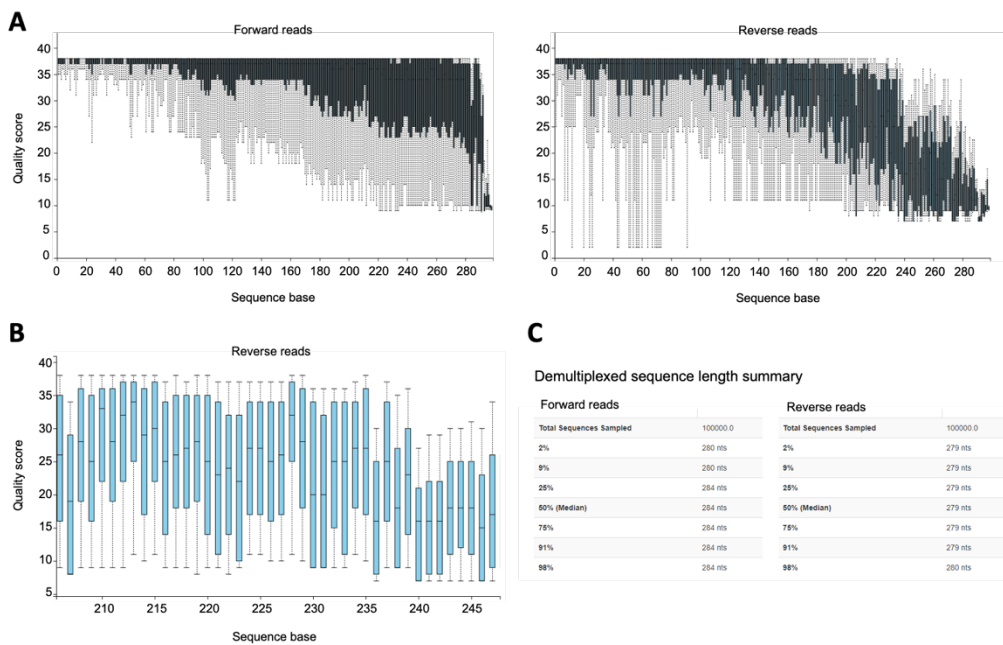 A
Forward reads
Quality score
40
35
30
25
20
15
10
5
0
0 20 40 60 80 100 120 140 160 180 200 220 240 260 280
Sequence base
Reverse reads
40
35
30
25
20
15
10
5
0
0 20 40 60 80 100 120 140 160 180 200 220 240 260 280
Sequence base
B
Reverse reads
Quality score
40
35
30
25
20
15
10
5
210 215 220 225 230 235 240 245
Sequence base
C
Demultiplexed sequence length summary
Forward reads
Total Sequences Sampled 100000.0
2% 280 nts
9% 280 nts
25% 284 nts
50% (Median) 284 nts
75% 284 nts
91% 284 nts
98% 284 nts
Reverse reads
Total Sequences Sampled 100000.0
2% 279 nts
9% 279 nts
25% 279 nts
50% (Median) 279 nts
75% 279 nts
91% 279 nts
98% 280 nts